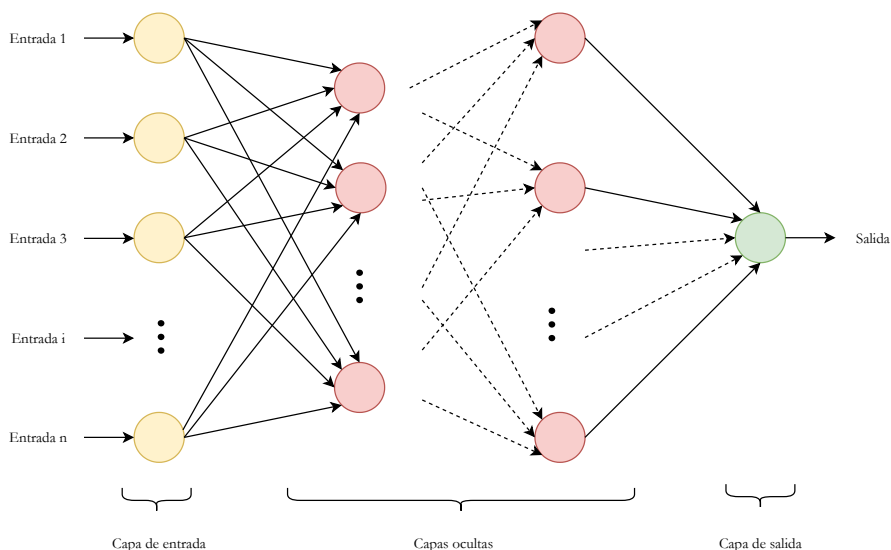 Entrada 1
Entrada 2
Entrada 3
Entrada i
Entrada n
Salida
Capa de entrada
Capas ocultas
Capa de salida